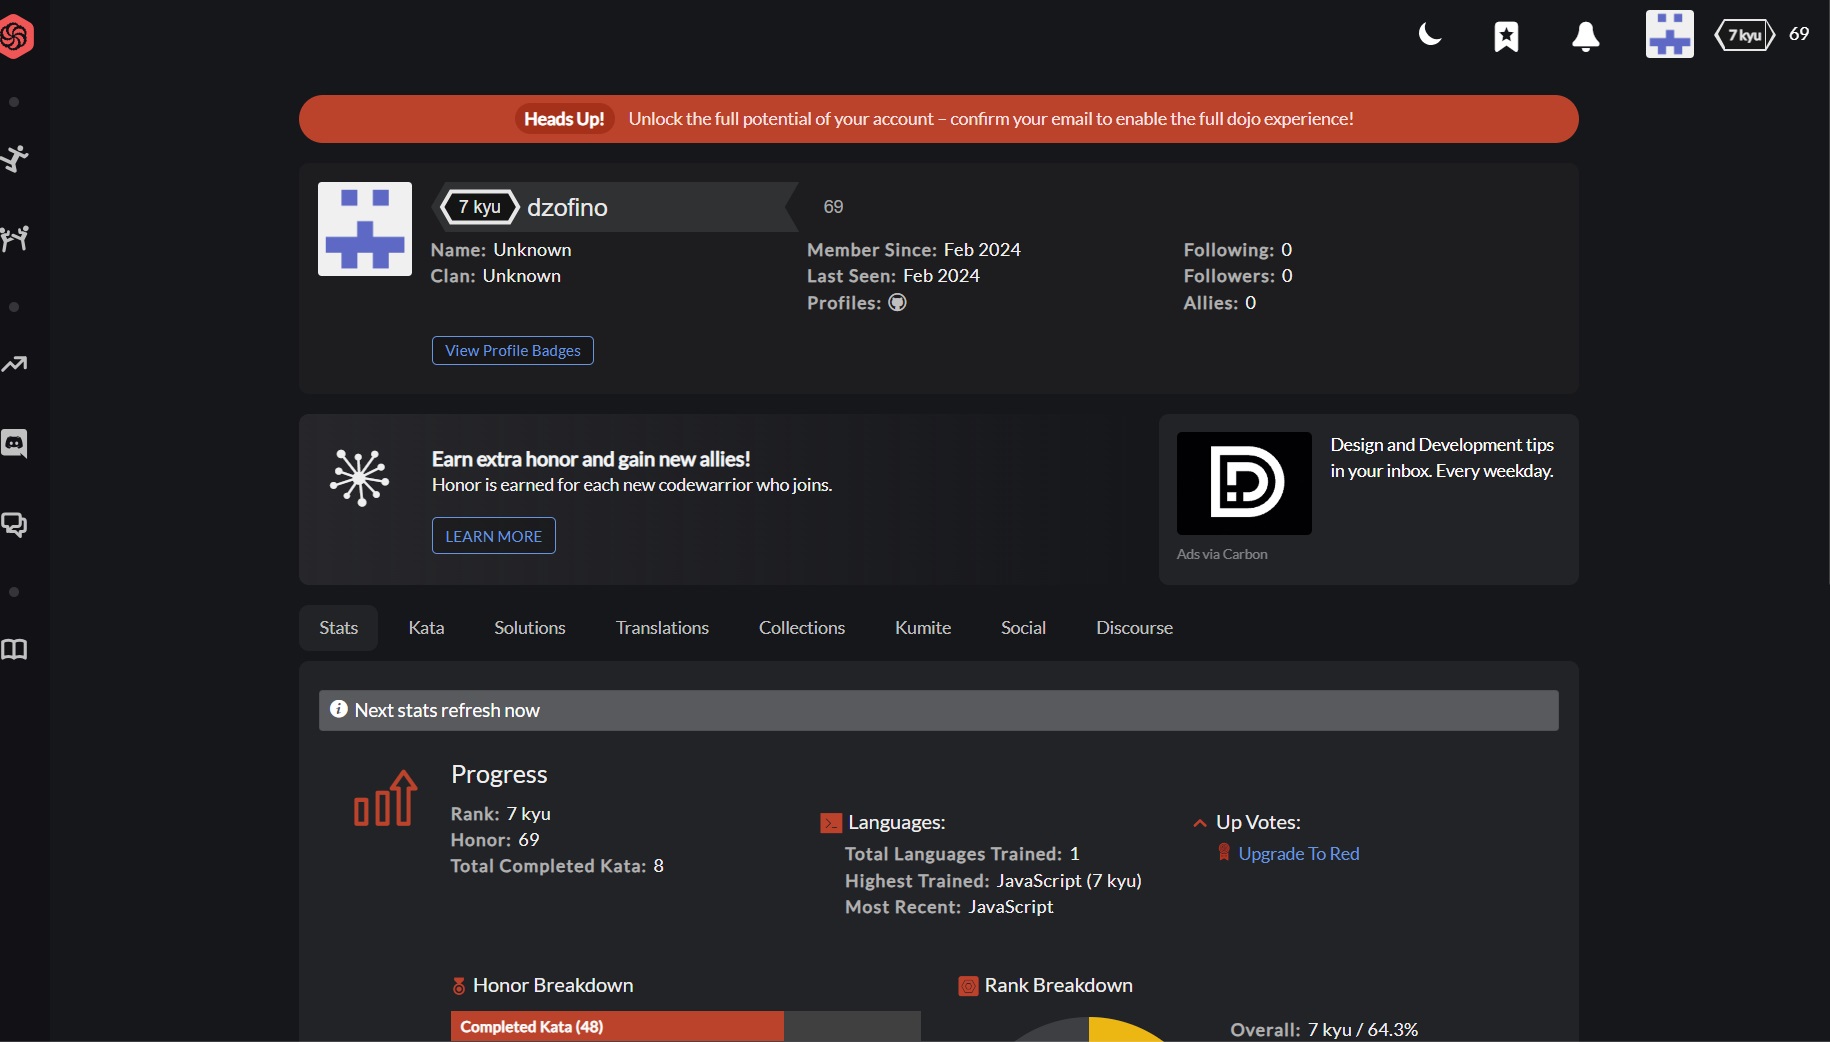 7 kyu 69
Heads Up! Unlock the full potential of your account – confirm your email to enable the full dojo experience!
7 kyu dzofino 69
Name: Unknown
Clan: Unknown
Member Since: Feb 2024
Last Seen: Feb 2024
Profiles:
Following: 0
Followers: 0
Allies: 0
View Profile Badges
Earn extra honor and gain new allies!
Honor is earned for each new codewarrior who joins.
LEARN MORE
Design and Development tips
in your inbox. Every weekday.
Ads via Carbon
Stats Kata Solutions Translations Collections Kumite Social Discourse
Next stats refresh now
Progress
Rank: 7 kyu
Honor: 69
Total Completed Kata: 8
Languages:
Total Languages Trained: 1
Highest Trained: JavaScript (7 kyu)
Most Recent: JavaScript
Up Votes:
Upgrade To Red
Honor Breakdown
Completed Kata (48)
Rank Breakdown
Overall: 7 kyu / 64.3%